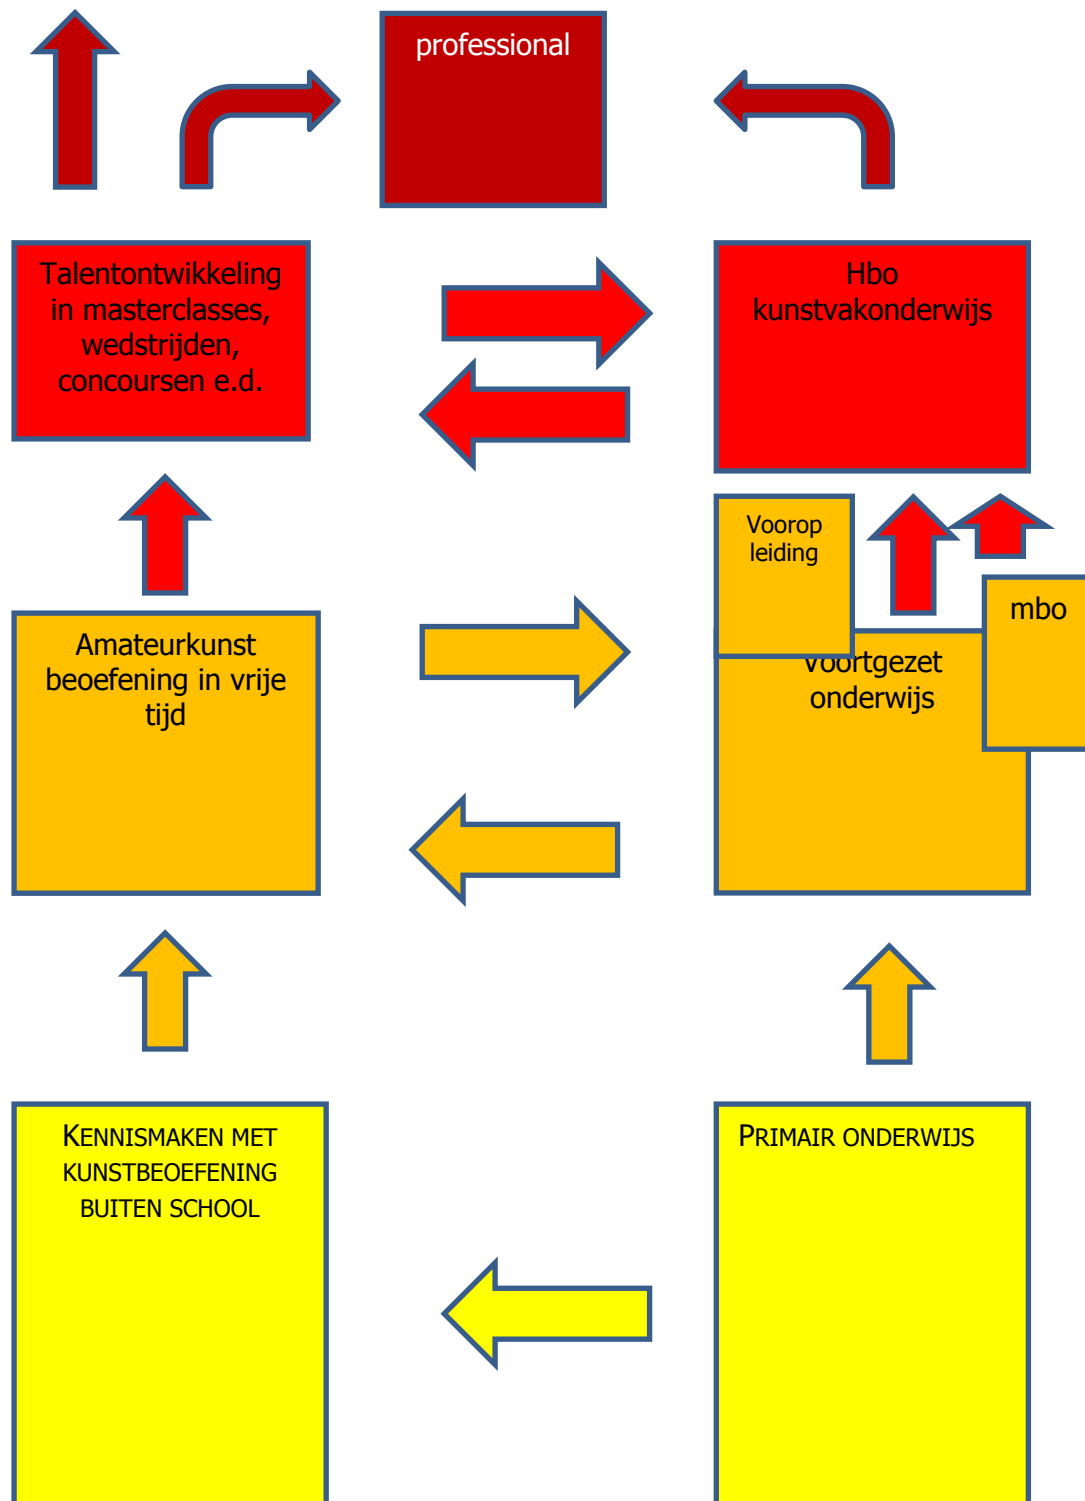 professional
Talentontwikkeling
in masterclasses,
wedstrijden,
concoursen e.d.
Hbo
kunstvakonderwijs
Voorop
leiding
mbo
Amateurkunst
beoefening in vrije
tijd
Voortgezet
onderwijs
KENNISMAKEN MET
KUNSTBEOEFENING
BUITEN SCHOOL
PRIMAIR ONDERWIJS